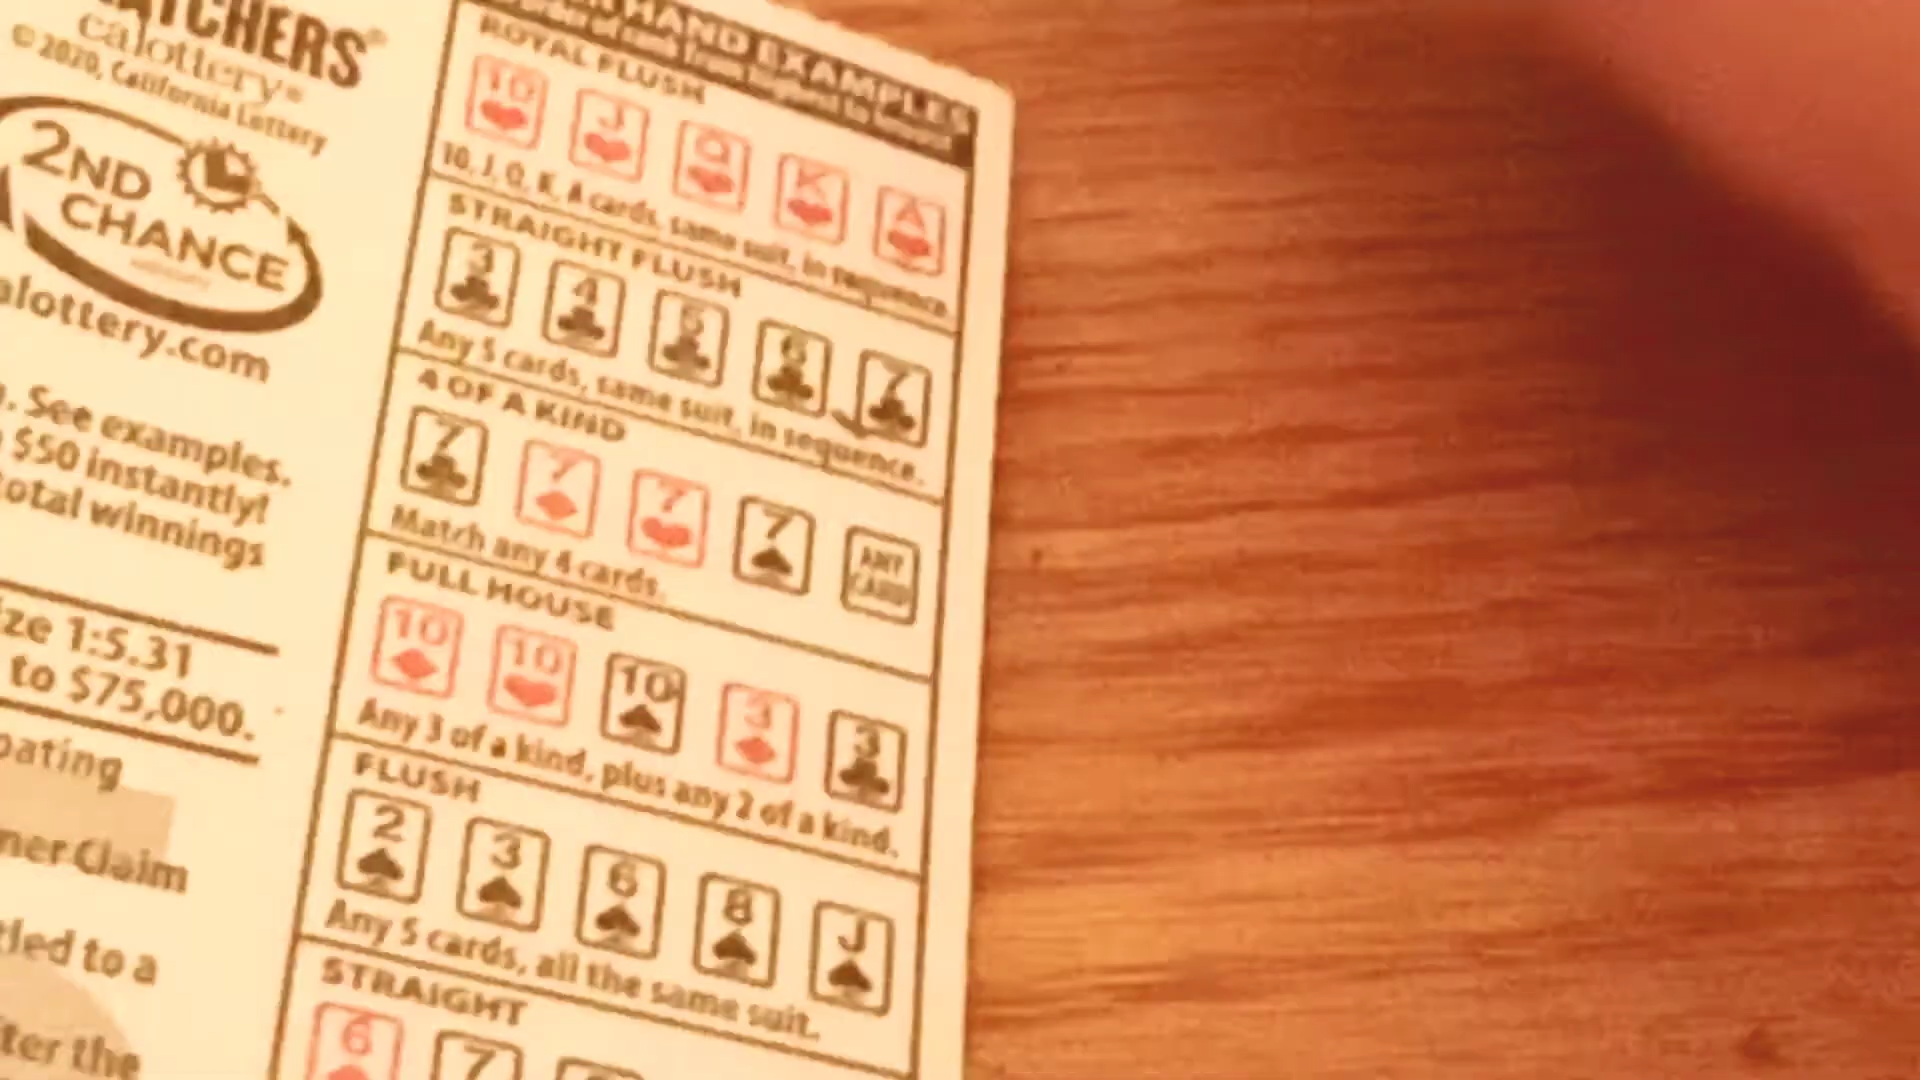 calottery®
© 2020, California Lottery
2ND
CHANCE
alottery.com
. See examples.
$50 instantly!
otal winnings
ze 1:5.31
to $75,000.
pating
ner Claim
led to a
ter the
HAND EXAMPLES
ROYAL FLUSH
10 J Q K A
10, J, Q, K, A cards, same suit, in sequence.
STRAIGHT FLUSH
3 4 5 6 7
Any 5 cards, same suit, in sequence.
4 OF A KIND
7 7 7 7 ANY CARD
Match any 4 cards.
FULL HOUSE
10 10 10 3 3
Any 3 of a kind, plus any 2 of a kind.
FLUSH
2 3 6 8 J
Any 5 cards, all the same suit.
STRAIGHT
6 7